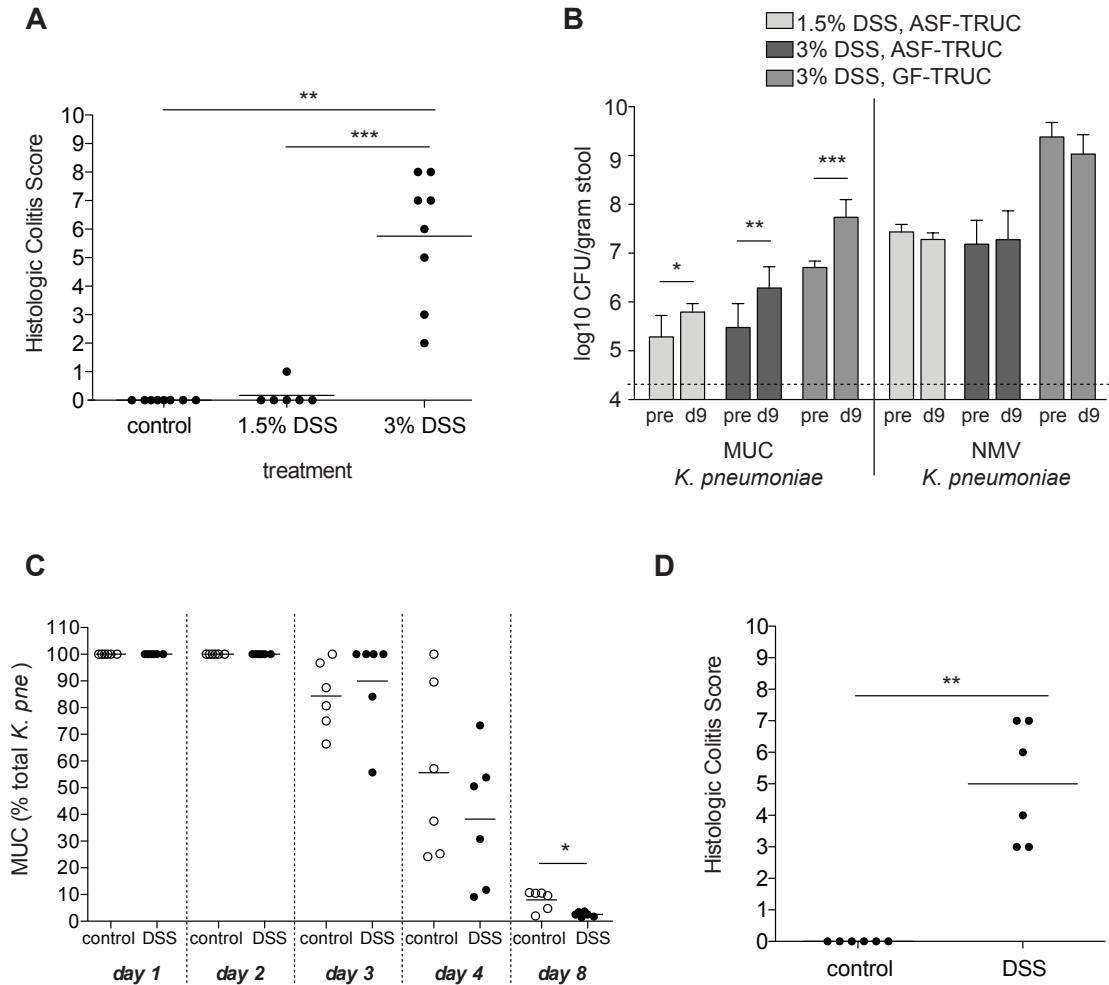 A
Histologic Colitis Score
10
9
8
7
6
5
4
3
2
1
0
**
***
control 1.5% DSS 3% DSS
treatment
B
1.5% DSS, ASF-TRUC
3% DSS, ASF-TRUC
3% DSS, GF-TRUC
log10 CFU/gram stool
10
9
8
7
6
5
4
*
**
***
pre d9 pre d9 pre d9 pre d9 pre d9 pre d9
MUC NMV
K. pneumoniae K. pneumoniae
C
MUC (% total K. pne )
110
100
90
80
70
60
50
40
30
20
10
0
*
control DSS control DSS control DSS control DSS control DSS
day 1 day 2 day 3 day 4 day 8
D
Histologic Colitis Score
10
9
8
7
6
5
4
3
2
1
0
**
control DSS